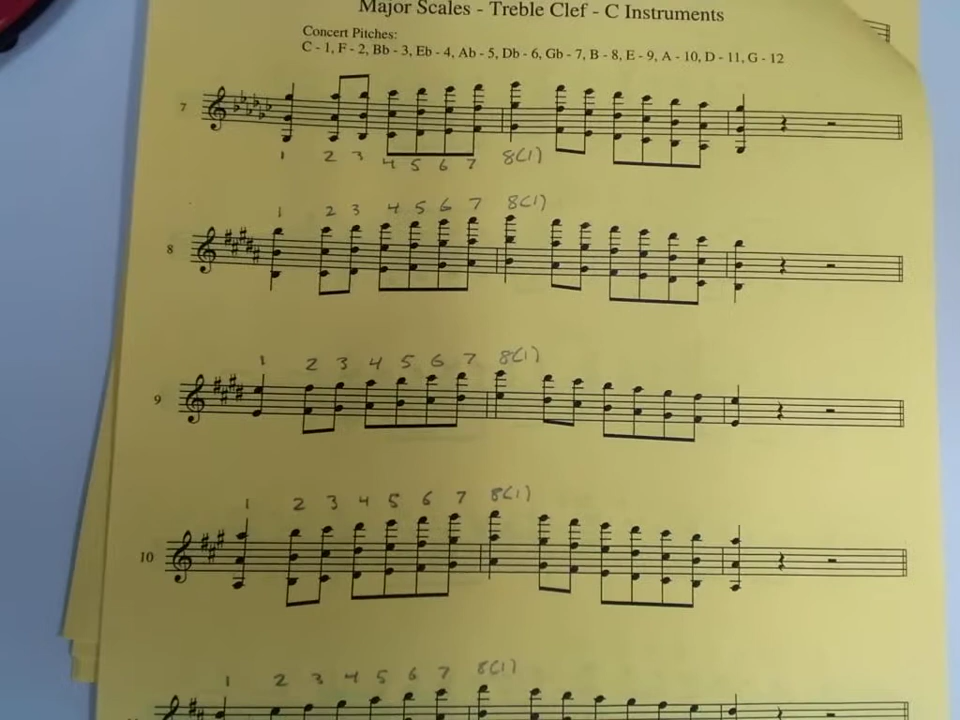 Major Scales - Treble Clef - C Instruments
Concert Pitches:
C - 1, F - 2, Bb - 3, Eb - 4, Ab - 5, Db - 6, Gb - 7, B - 8, E - 9, A - 10, D - 11, G - 12
7
1 2 3 4 5 6 7 8(1)
1 2 3 4 5 6 7 8(1)
8
1 2 3 4 5 6 7 8(1)
9
1 2 3 4 5 6 7 8(1)
10
1 2 3 4 5 6 7 8(1)